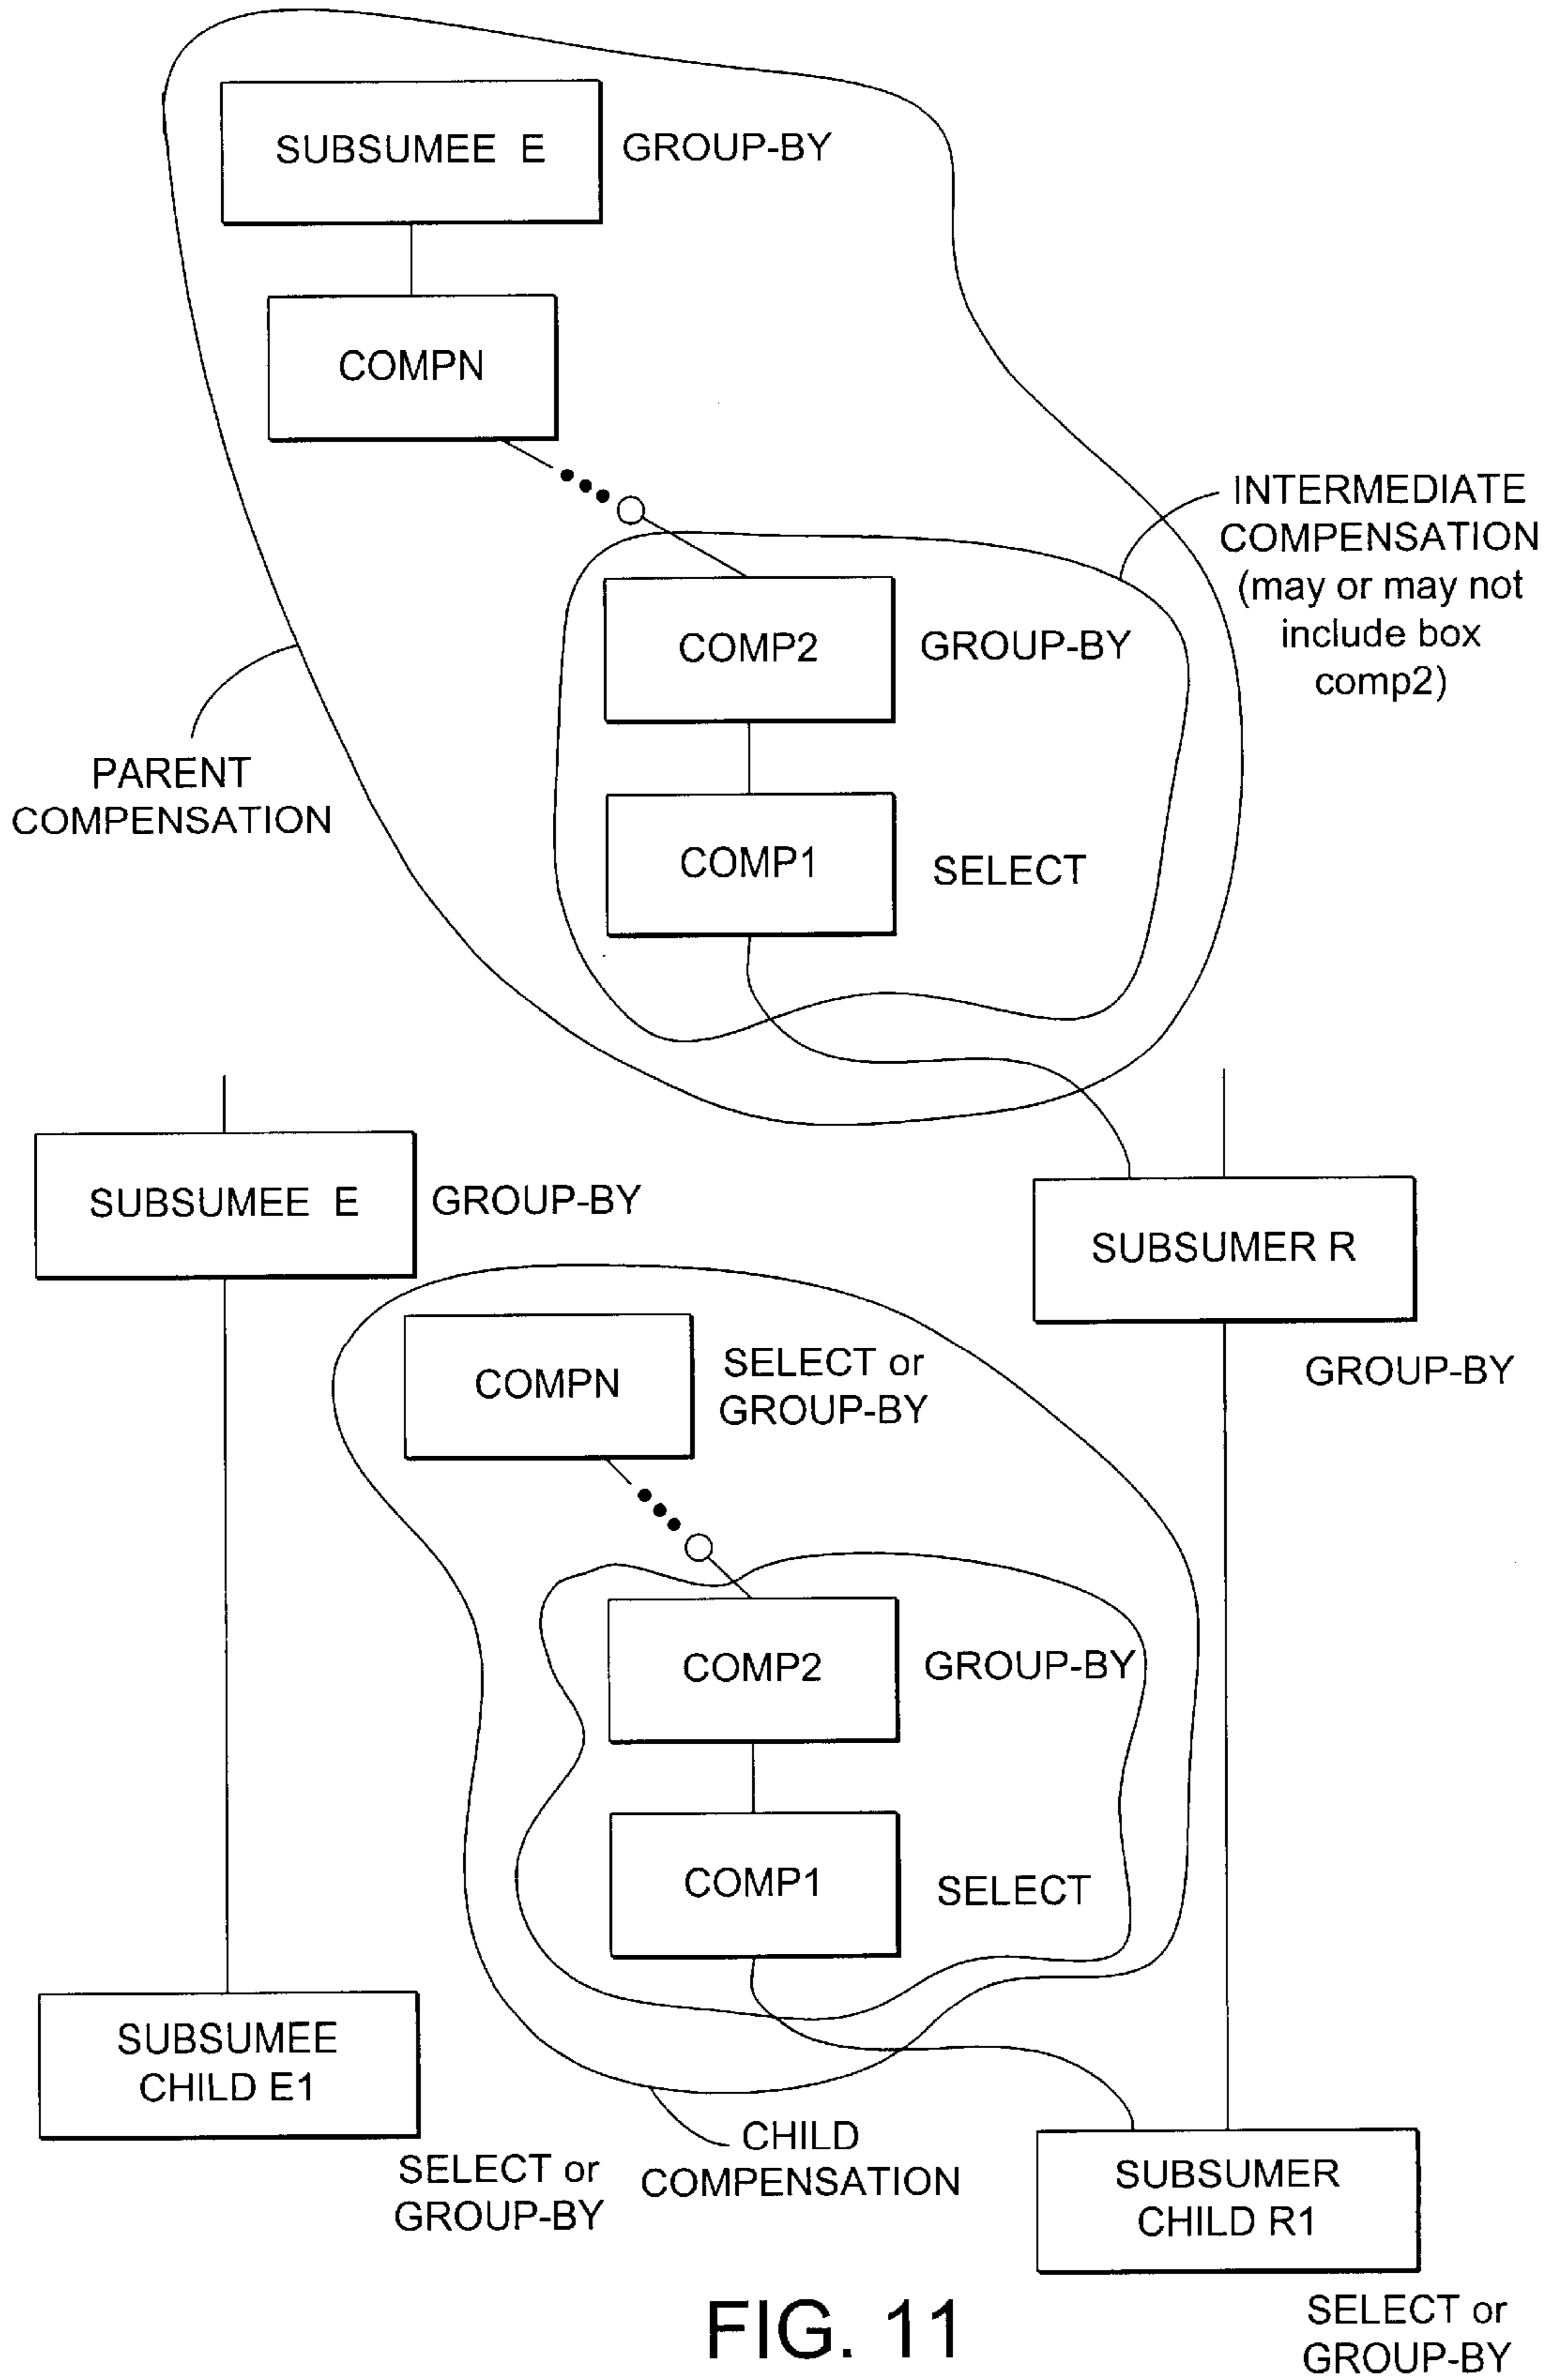 SUBSUMEE E
GROUP-BY
COMPN
INTERMEDIATE
COMPENSATION
(may or may not
include box
comp2)
COMP2
GROUP-BY
PARENT
COMPENSATION
COMP1
SELECT
SUBSUMEE E
GROUP-BY
SUBSUMER R
GROUP-BY
COMPN
SELECT or
GROUP-BY
COMP2
GROUP-BY
COMP1
SELECT
SUBSUMEE
CHILD E1
SELECT or
GROUP-BY
CHILD
COMPENSATION
SUBSUMER
CHILD R1
SELECT or
GROUP-BY
FIG. 11